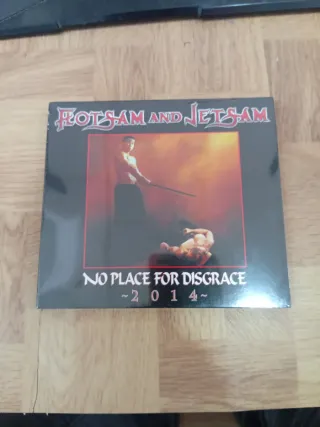 FLOTSAM AND JETSAM
NO PLACE FOR DISGRACE
~2014~